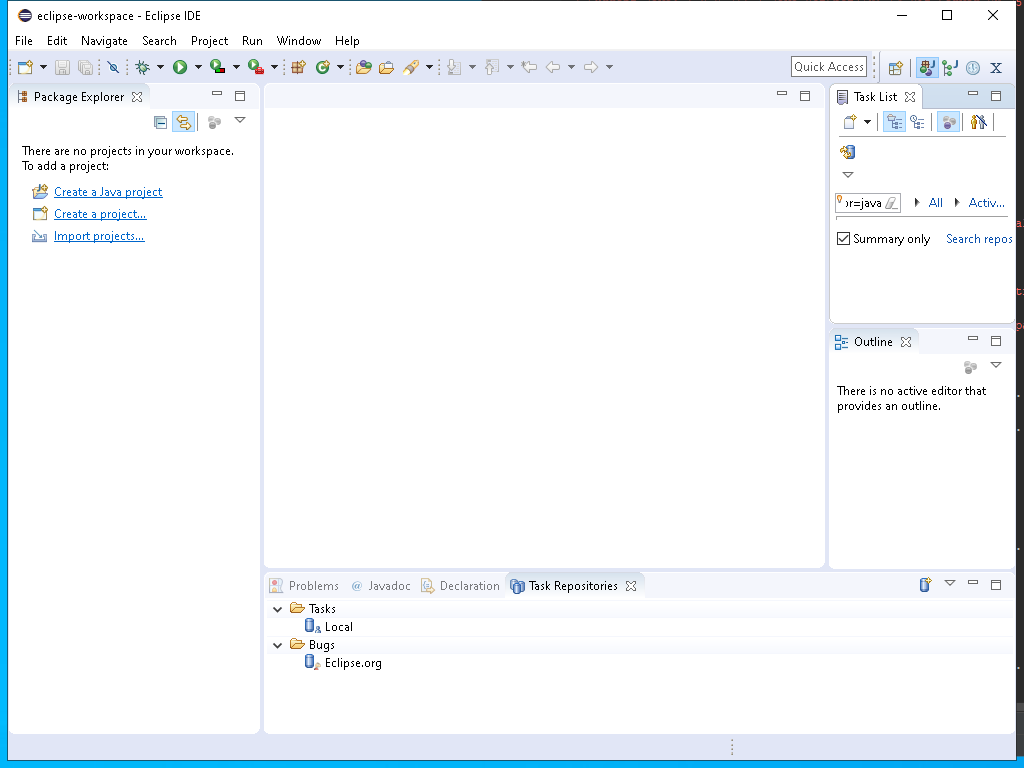 eclipse-workspace - Eclipse IDE
File Edit Navigate Search Project Run Window Help
Quick Access
Package Explorer
There are no projects in your workspace.
To add a project:
Create a Java project
Create a project...
Import projects...
Task List
or=java All Activ...
Summary only Search repos
Outline
There is no active editor that
provides an outline.
Problems @ Javadoc Declaration Task Repositories
Tasks
Local
Bugs
Eclipse.org